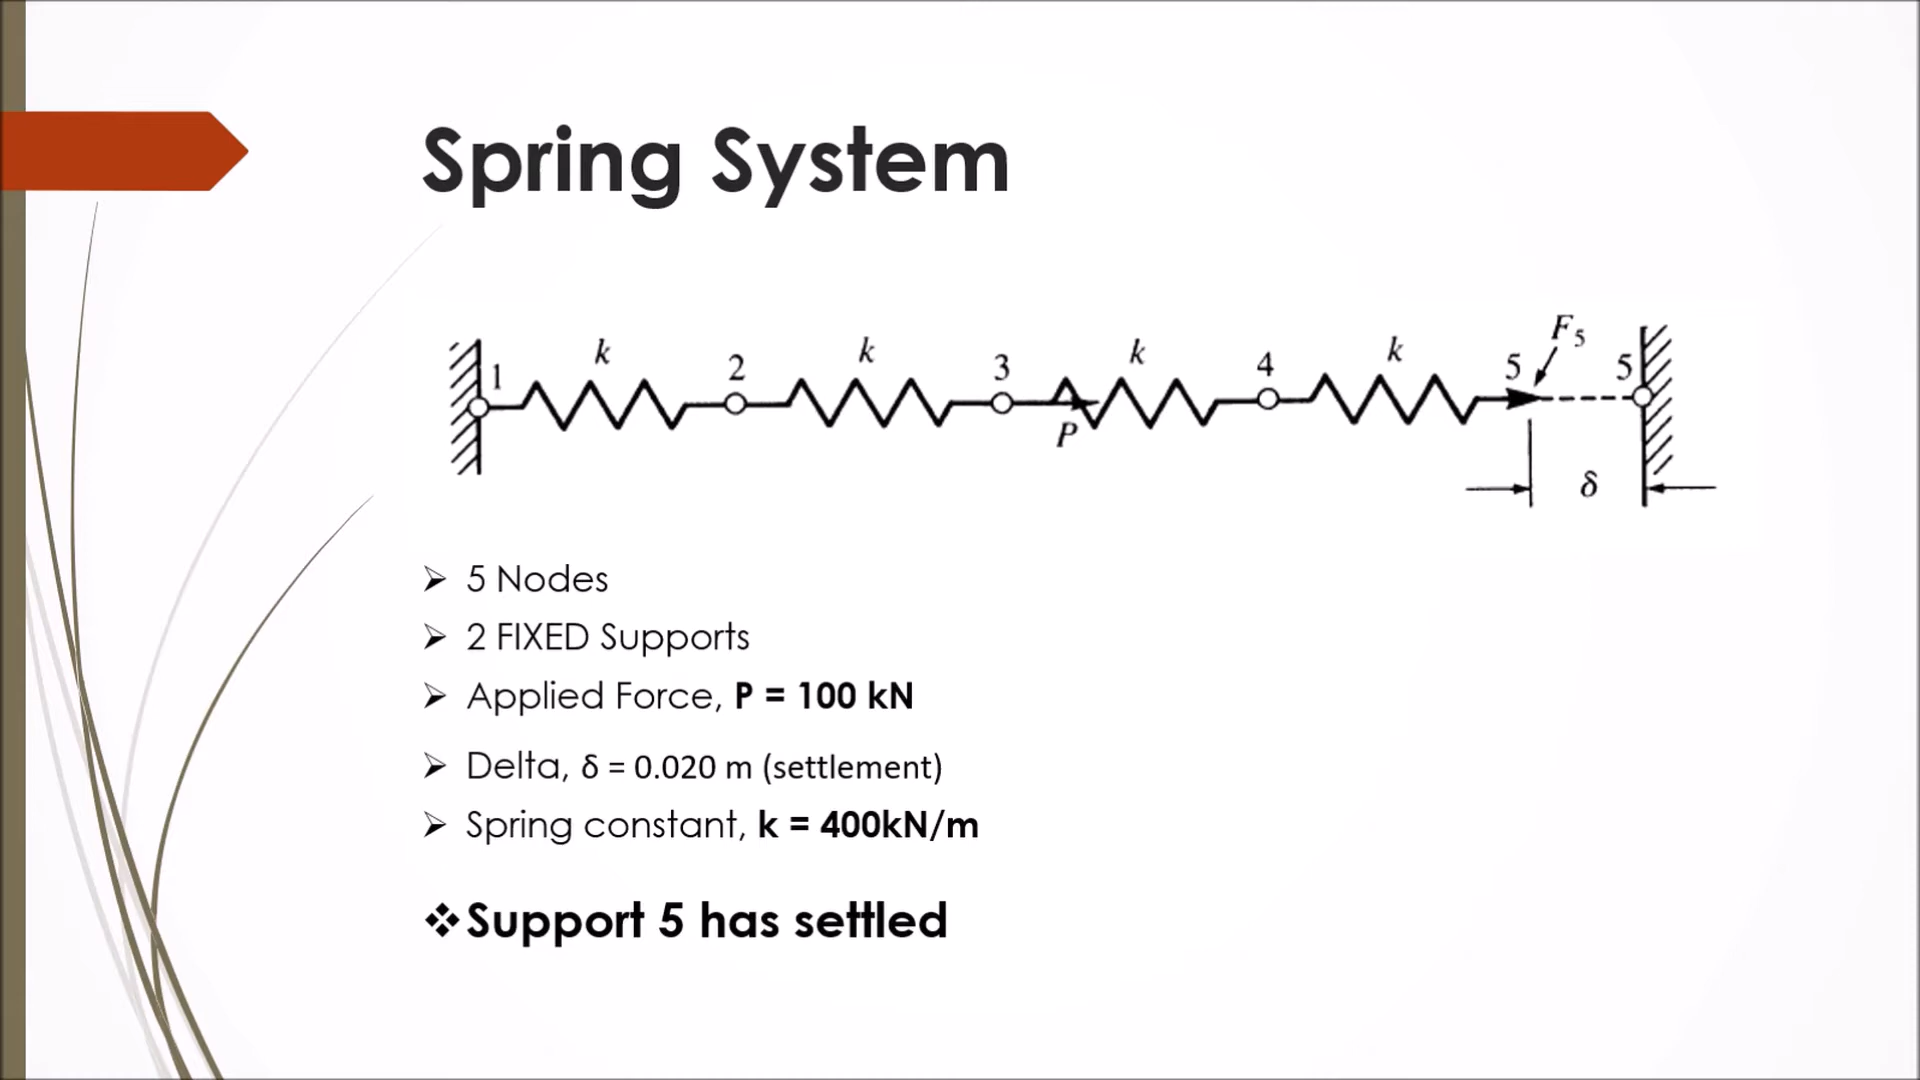 Spring System
k k k k F5
1 2 3 4 5 5
P
δ
➢ 5 Nodes
➢ 2 FIXED Supports
➢ Applied Force, P = 100 kN
➢ Delta, δ = 0.020 m (settlement)
➢ Spring constant, k = 400kN/m
❖Support 5 has settled